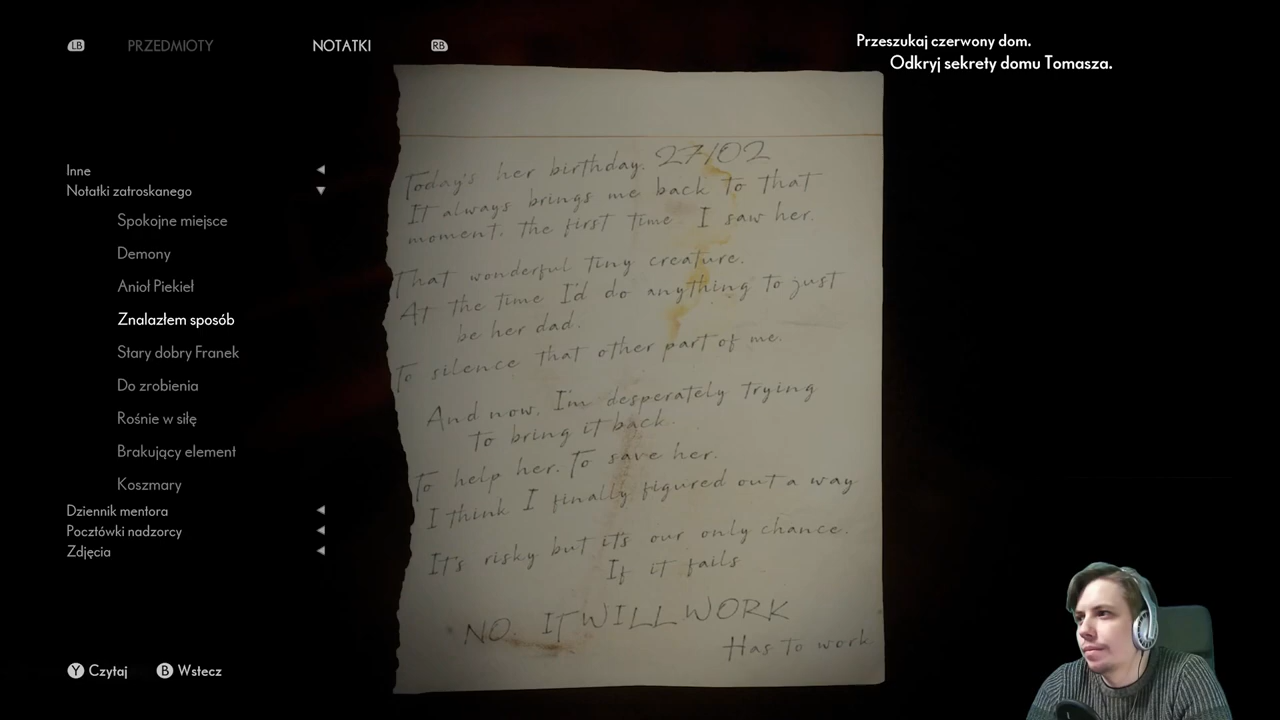 LB PRZEDMIOTY NOTATKI RB
Przeszukaj czerwony dom.
Odkryj sekrety domu Tomasza.
Inne
Notatki zatroskanego
Spokojne miejsce
Demony
Anioł Piekieł
Znalazłem sposób
Stary dobry Franek
Do zrobienia
Rośnie w siłę
Brakujący element
Koszmary
Dziennik mentora
Pocztówki nadzorcy
Zdjęcia
Y Czytaj B Wstecz
Today's her birthday. 27/02
It always brings me back to that
moment, the first time I saw her.
That wonderful tiny creature.
At the time I'd do anything to just
be her dad.
To silence that other part of me.
And now, I'm desperately trying
to bring it back.
To help her. To save her.
I think I finally figured out a way
It's risky but it's our only chance.
If it fails
NO. IT WILL WORK
Has to work